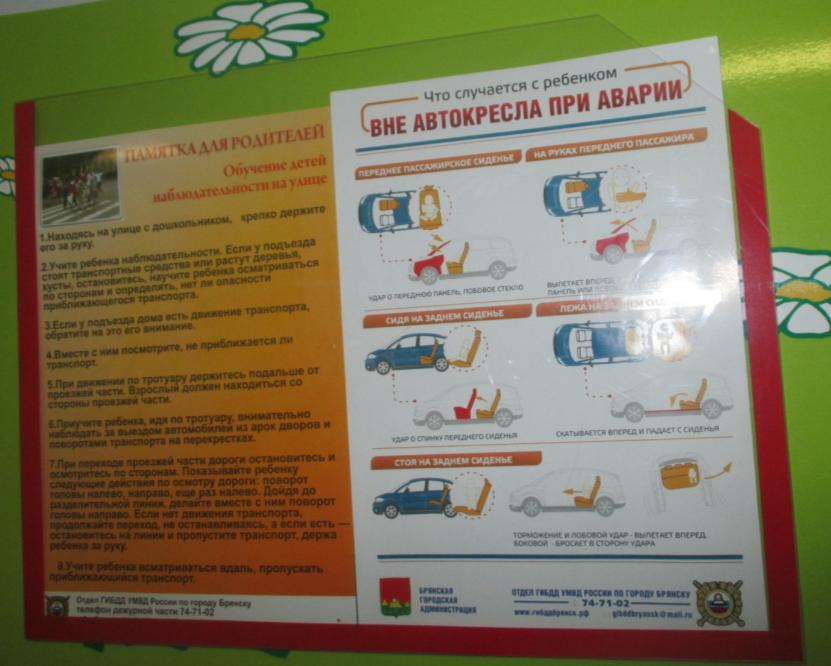 ПАМЯТКА ДЛЯ РОДИТЕЛЕЙ
Обучение детей
наблюдательности на улице
1.Находясь на улице с дошкольником, крепко держите
его за руку.
2.Учите ребенка наблюдательности. Если у подъезда
стоят транспортные средства или растут деревья,
кусты, остановитесь, научите ребенка осматриваться
по сторонам и определять, нет ли опасности
приближающегося транспорта.
3.Если у подъезда дома есть движение транспорта,
обратите на это его внимание.
4.Вместе с ним посмотрите, не приближается ли
транспорт.
5.При движении по тротуару держитесь подальше от
проезжей части. Взрослый должен находиться со
стороны проезжей части.
6.Приучите ребенка, идя по тротуару, внимательно
наблюдать за выездом автомобилей из арок дворов и
поворотами транспорта на перекрестках.
7.При переходе проезжей части дороги остановитесь и
осмотритесь по сторонам. Показывайте ребенку
следующие действия по осмотру дороги: поворот
головы налево, направо, еще раз налево. Дойдя до
разделительной линии, делайте вместе с ним поворот
головы направо. Если нет движения транспорта,
продолжайте переход, не останавливаясь, а если есть —
остановитесь на линии и пропустите транспорт, держа
ребенка за руку.
8.Учите ребенка всматриваться вдаль, пропускать
приближающийся транспорт.
Отдел ГИБДД УМВД России по городу Брянску
телефон дежурной части 74-71-02
Что случается с ребенком
ВНЕ АВТОКРЕСЛА ПРИ АВАРИИ
ПЕРЕДНЕЕ ПАССАЖИРСКОЕ СИДЕНЬЕ
НА РУКАХ ПЕРЕДНЕГО ПАССАЖИРА
УДАР О ПЕРЕДНЮЮ ПАНЕЛЬ, ЛОБОВОЕ СТЕКЛО
ВЫЛЕТАЕТ ВПЕРЕД
ПАНЕЛЬ ИЛИ
СИДЯ НА ЗАДНЕМ СИДЕНЬЕ
ЛЕЖА НА ЗАДНЕМ
УДАР О СПИНКУ ПЕРЕДНЕГО СИДЕНЬЯ
СКАТЫВАЕТСЯ ВПЕРЕД И ПАДАЕТ С СИДЕНЬЯ
СТОЯ НА ЗАДНЕМ СИДЕНЬЕ
ТОРМОЖЕНИЕ И ЛОБОВОЙ УДАР - ВЫЛЕТАЕТ ВПЕРЕД.
БОКОВОЙ - БРОСАЕТ В СТОРОНУ УДАРА
БРЯНСКАЯ
ГОРОДСКАЯ
АДМИНИСТРАЦИЯ
ОТДЕЛ ГИБДД УМВД РОССИИ ПО ГОРОДУ БРЯНСКУ
74-71-02
www.гибддбрянск.рф gibddbryansk@mail.ru